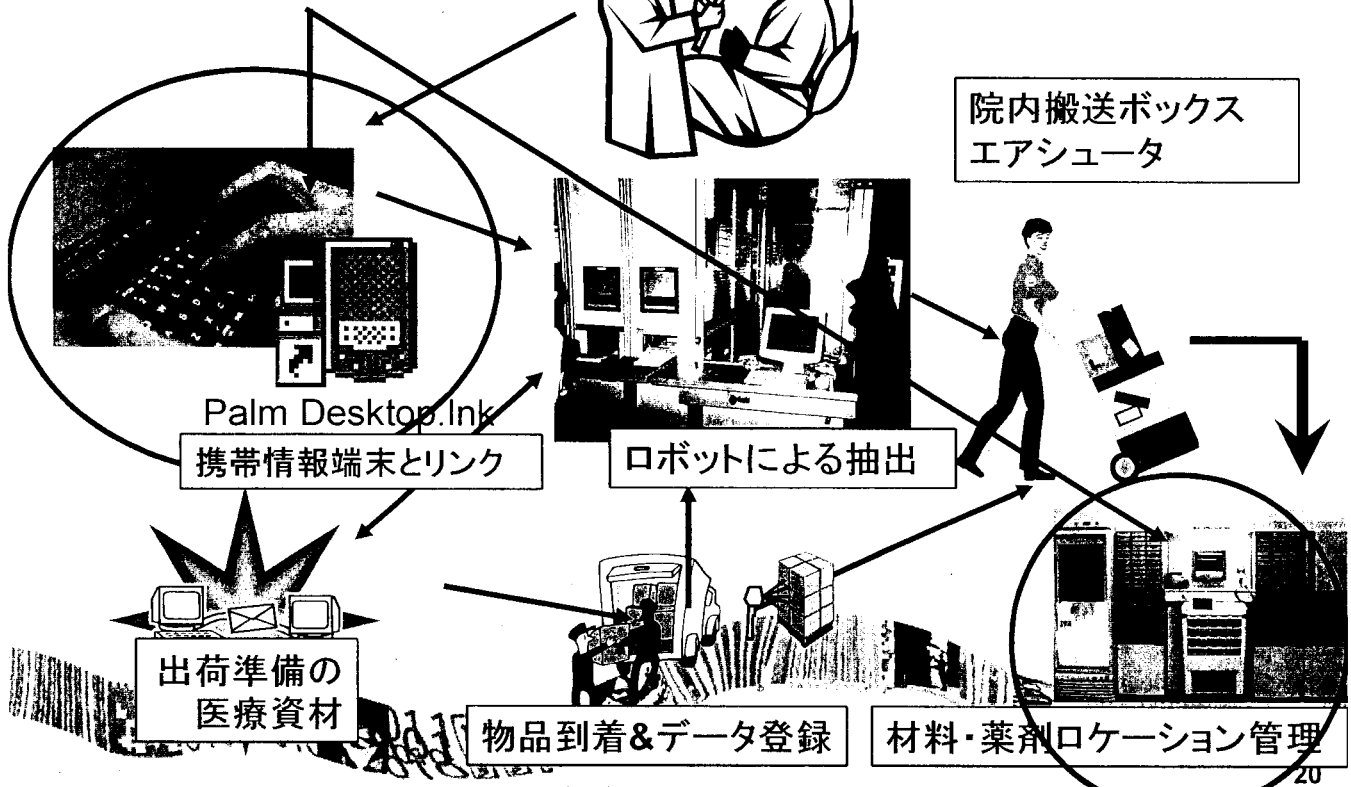 院内搬送ボックス
エアシュータ
Palm Desktop.lnk
携帯情報端末とリンク
ロボットによる抽出
出荷準備の
医療資材
物品到着&データ登録
材料・薬剤ロケーション管理
20